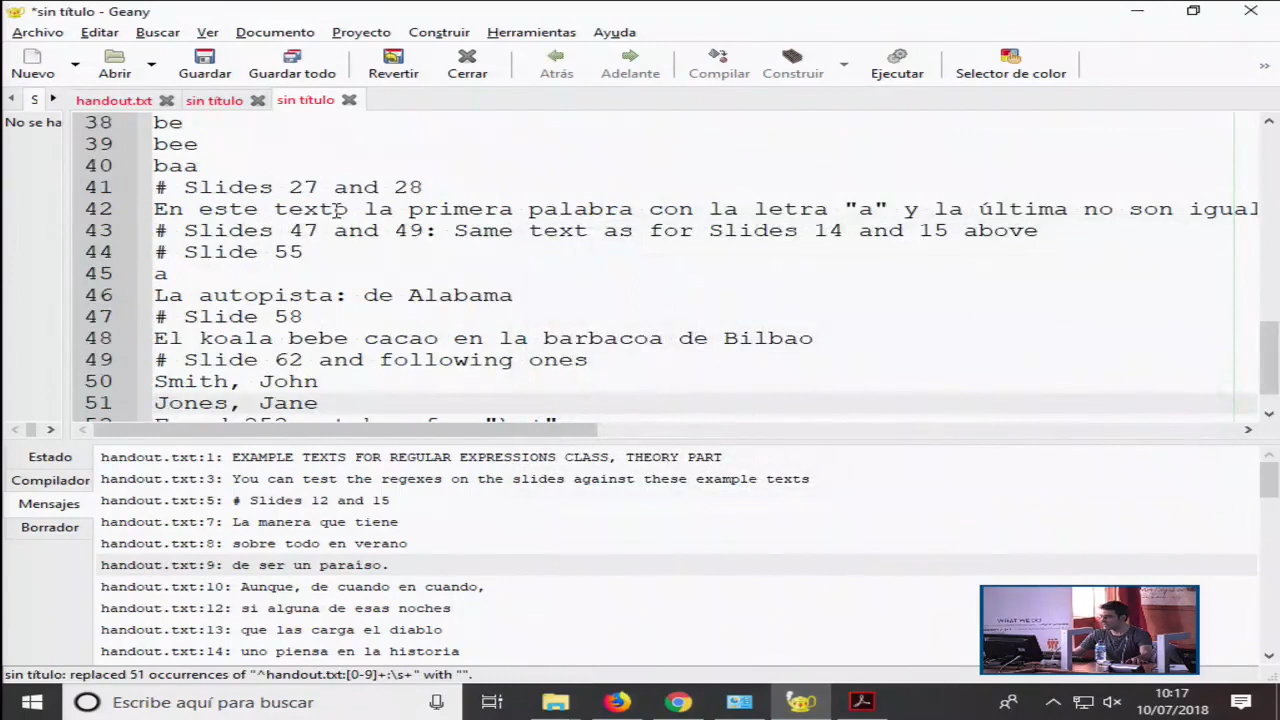 *sin título - Geany
Archivo Editar Buscar Ver Documento Proyecto Construir Herramientas Ayuda
Nuevo Abrir Guardar Guardar todo Revertir Cerrar Atrás Adelante Compilar Construir Ejecutar Selector de color
S handout.txt sin título sin título
No se ha
38 be
39 bee
40 baa
41 # Slides 27 and 28
42 En este texto la primera palabra con la letra "a" y la última no son igual
43 # Slides 47 and 49: Same text as for Slides 14 and 15 above
44 # Slide 55
45 a
46 La autopista: de Alabama
47 # Slide 58
48 El koala bebe cacao en la barbacoa de Bilbao
49 # Slide 62 and following ones
50 Smith, John
51 Jones, Jane
Estado
Compilador
Mensajes
Borrador
handout.txt:1: EXAMPLE TEXTS FOR REGULAR EXPRESSIONS CLASS, THEORY PART
handout.txt:3: You can test the regexes on the slides against these example texts
handout.txt:5: # Slides 12 and 15
handout.txt:7: La manera que tiene
handout.txt:8: sobre todo en verano
handout.txt:9: de ser un paraíso.
handout.txt:10: Aunque, de cuando en cuando,
handout.txt:12: si alguna de esas noches
handout.txt:13: que las carga el diablo
handout.txt:14: uno piensa en la historia
WHAT WE DO
sin título: replaced 51 occurrences of "^handout.txt:[0-9]+:\s+" with "".
Escribe aquí para buscar
10:17
10/07/2018